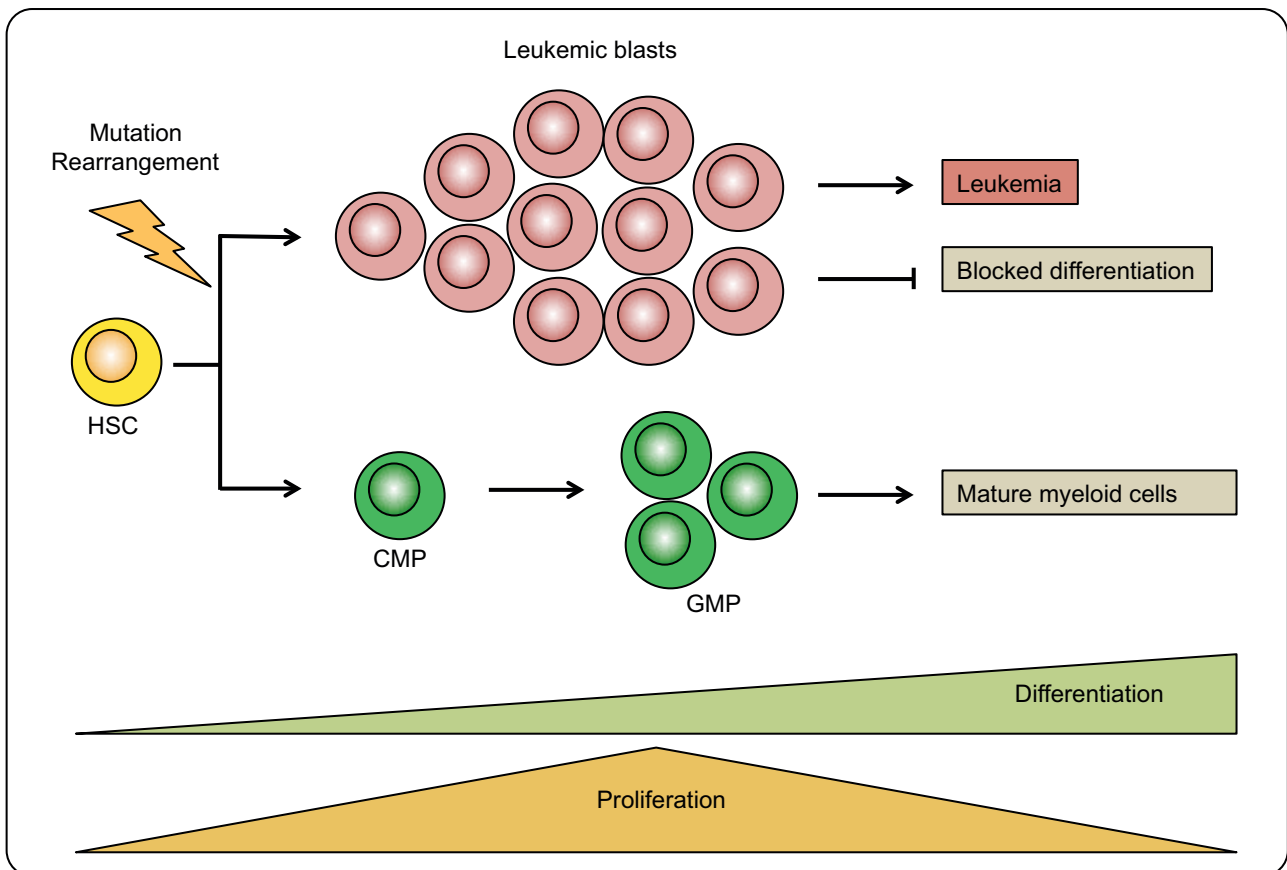 Leukemic blasts
Mutation
Rearrangement
Leukemia
Blocked differentiation
HSC
CMP
GMP
Mature myeloid cells
Differentiation
Proliferation